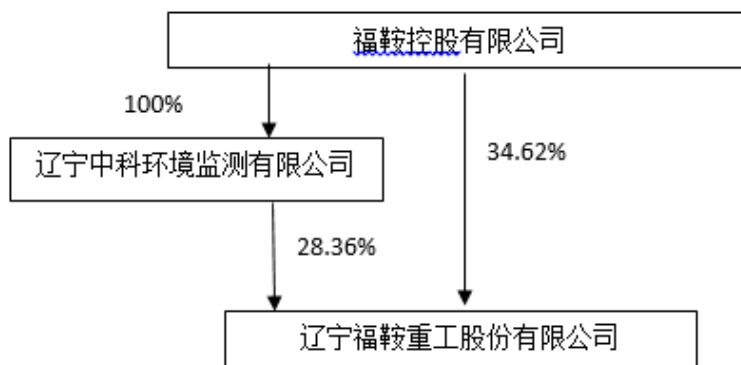 福鞍控股有限公司
100%
辽宁中科环境监测有限公司
34.62%
28.36%
辽宁福鞍重工股份有限公司